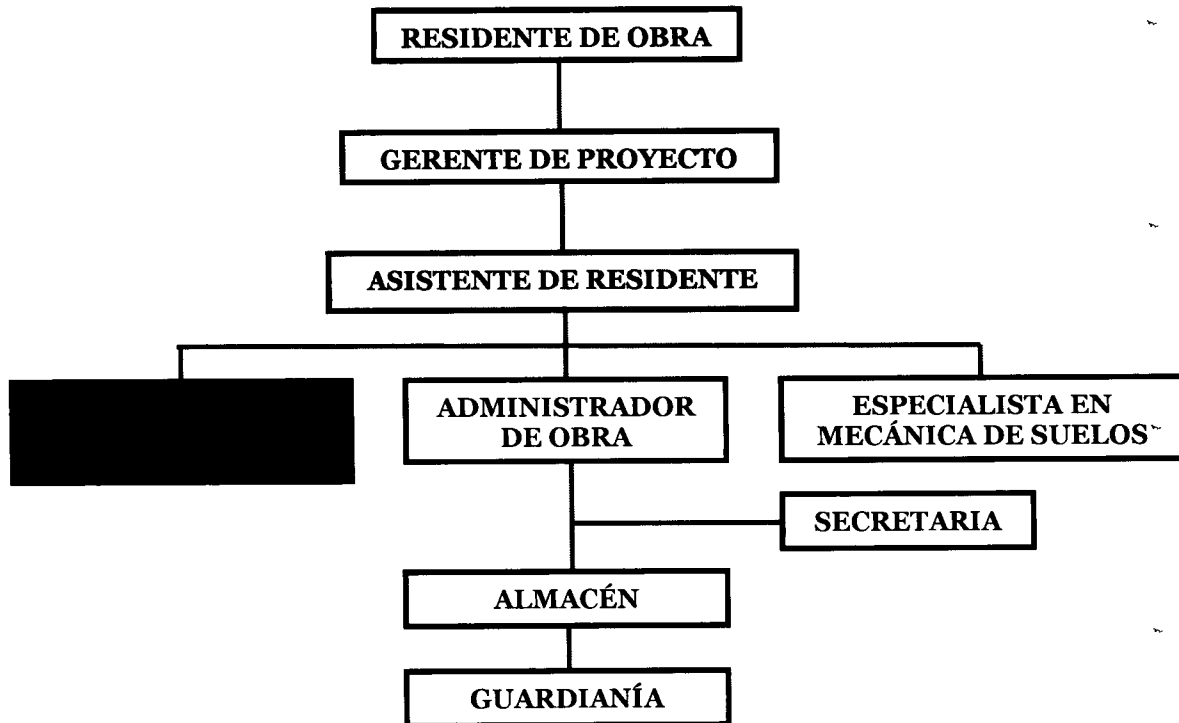 RESIDENTE DE OBRA
GERENTE DE PROYECTO
ASISTENTE DE RESIDENTE
ADMINISTRADOR
DE OBRA
ESPECIALISTA EN
MECÁNICA DE SUELOS
SECRETARIA
ALMACÉN
GUARDIANÍA